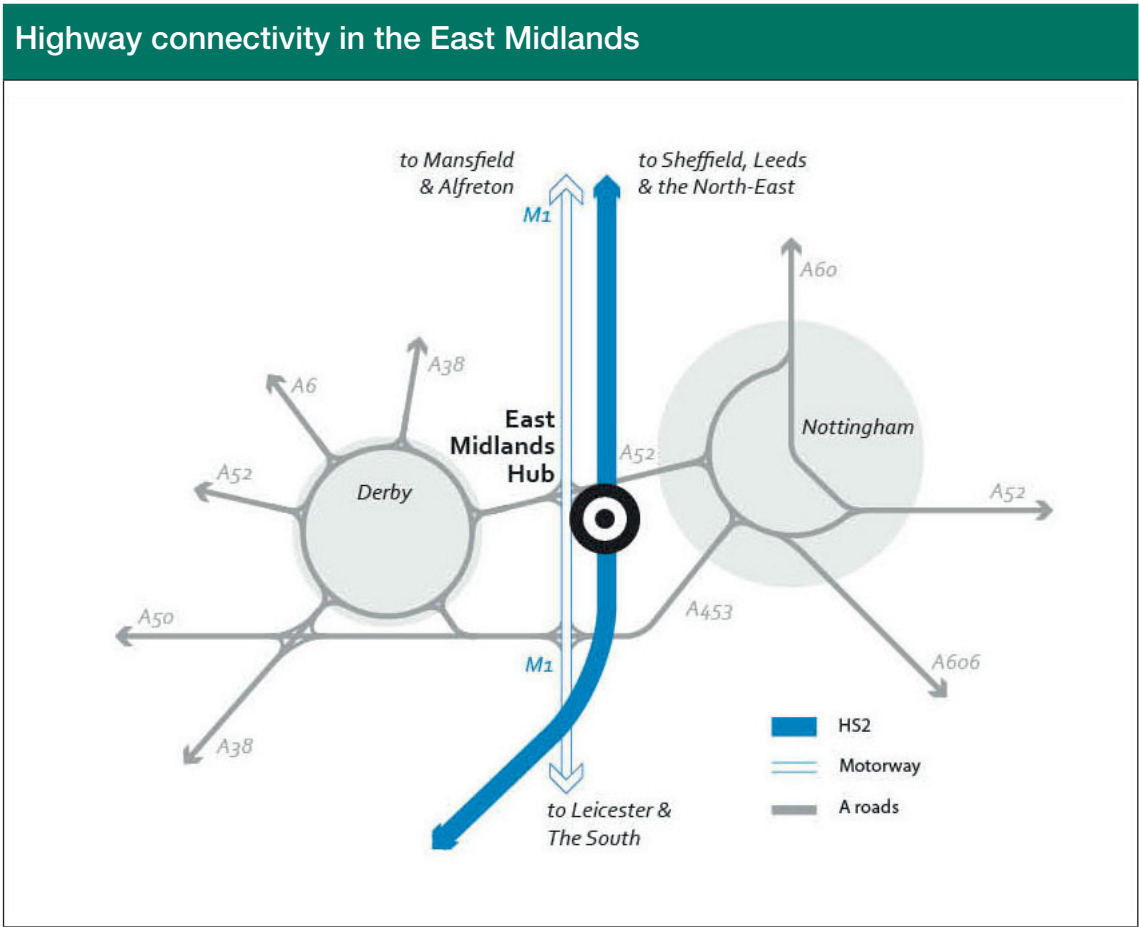 Highway connectivity in the East Midlands
to Mansfield
& Alfreton
to Sheffield, Leeds
& the North-East
M1
A60
A38
A6
East
Midlands
Hub
A52
Nottingham
A52
Derby
A52
A50
A453
M1
A606
A38
HS2
Motorway
A roads
to Leicester &
The South